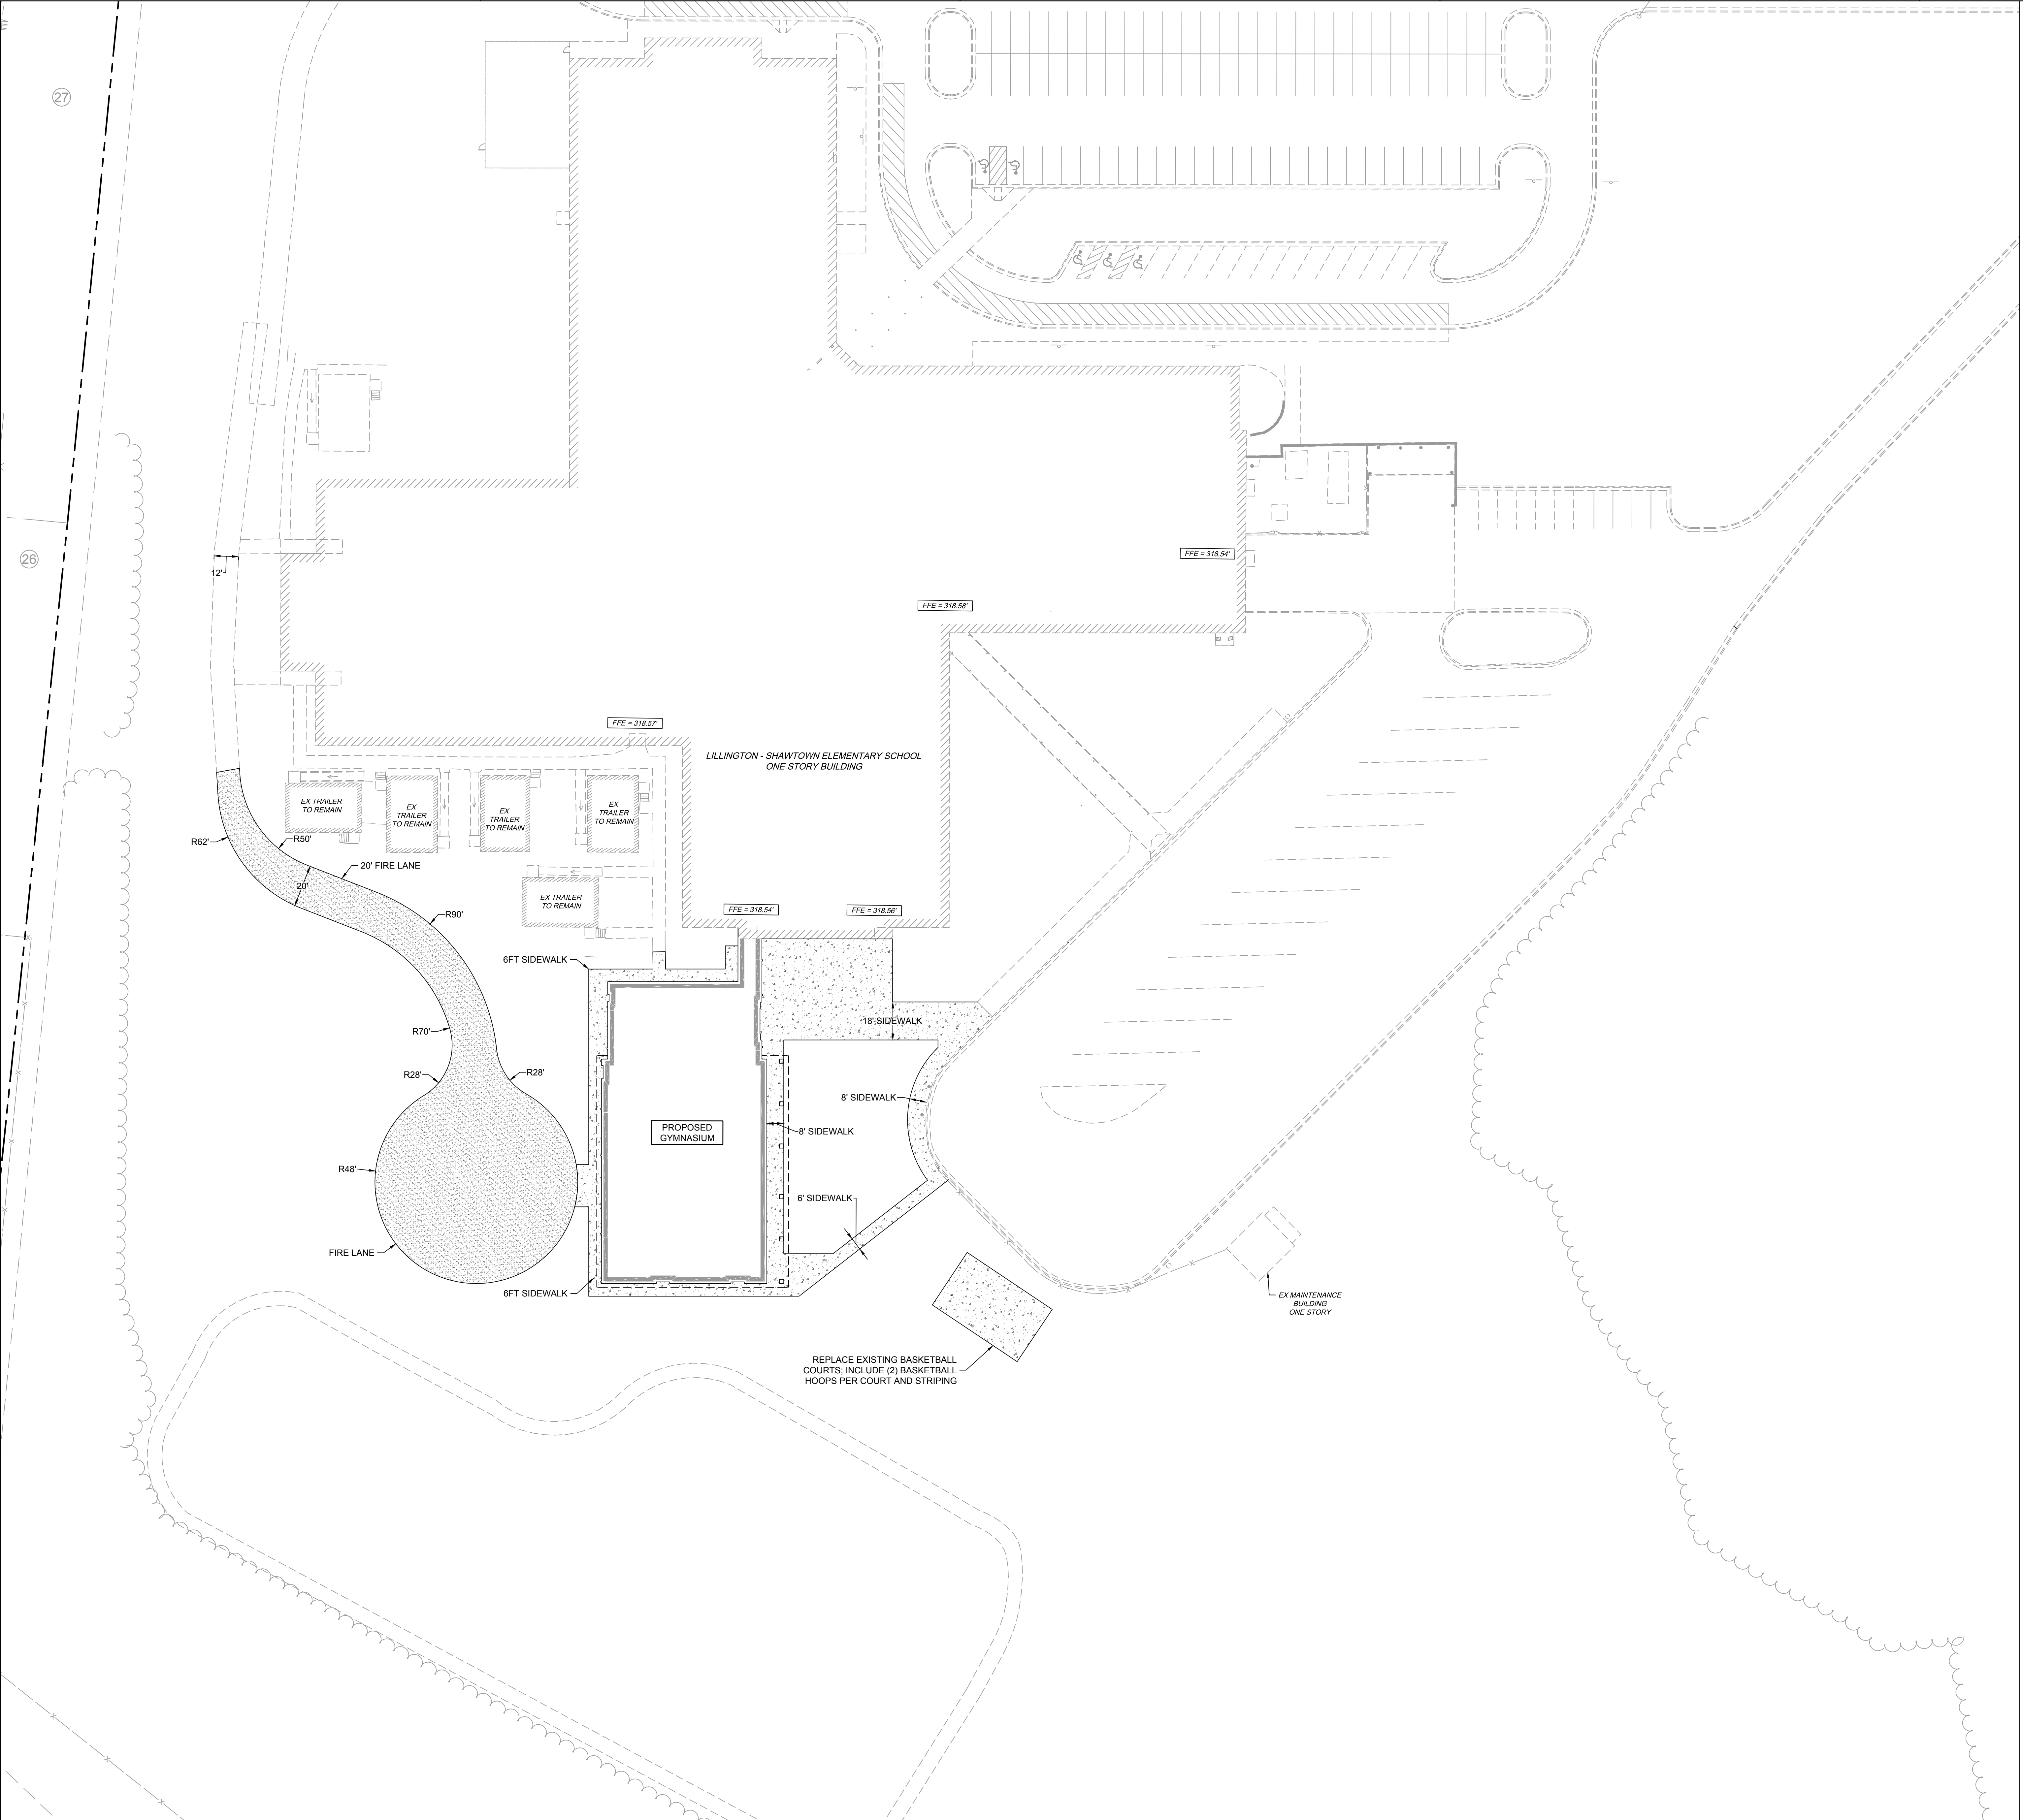 27
26
12'
FFE = 318.54'
FFE = 318.58'
FFE = 318.57'
LILLINGTON - SHAWTOWN ELEMENTARY SCHOOL
ONE STORY BUILDING
EX TRAILER
TO REMAIN
EX
TRAILER
TO REMAIN
EX
TRAILER
TO REMAIN
EX
TRAILER
TO REMAIN
R62'
R50'
20' FIRE LANE
20'
EX TRAILER
TO REMAIN
R90'
FFE = 318.54'
FFE = 318.56'
6FT SIDEWALK
18' SIDEWALK
R70'
R28'
R28'
8' SIDEWALK
PROPOSED
GYMNASIUM
8' SIDEWALK
R48'
6' SIDEWALK
FIRE LANE
6FT SIDEWALK
EX MAINTENANCE
BUILDING
ONE STORY
REPLACE EXISTING BASKETBALL
COURTS; INCLUDE (2) BASKETBALL
HOOPS PER COURT AND STRIPING